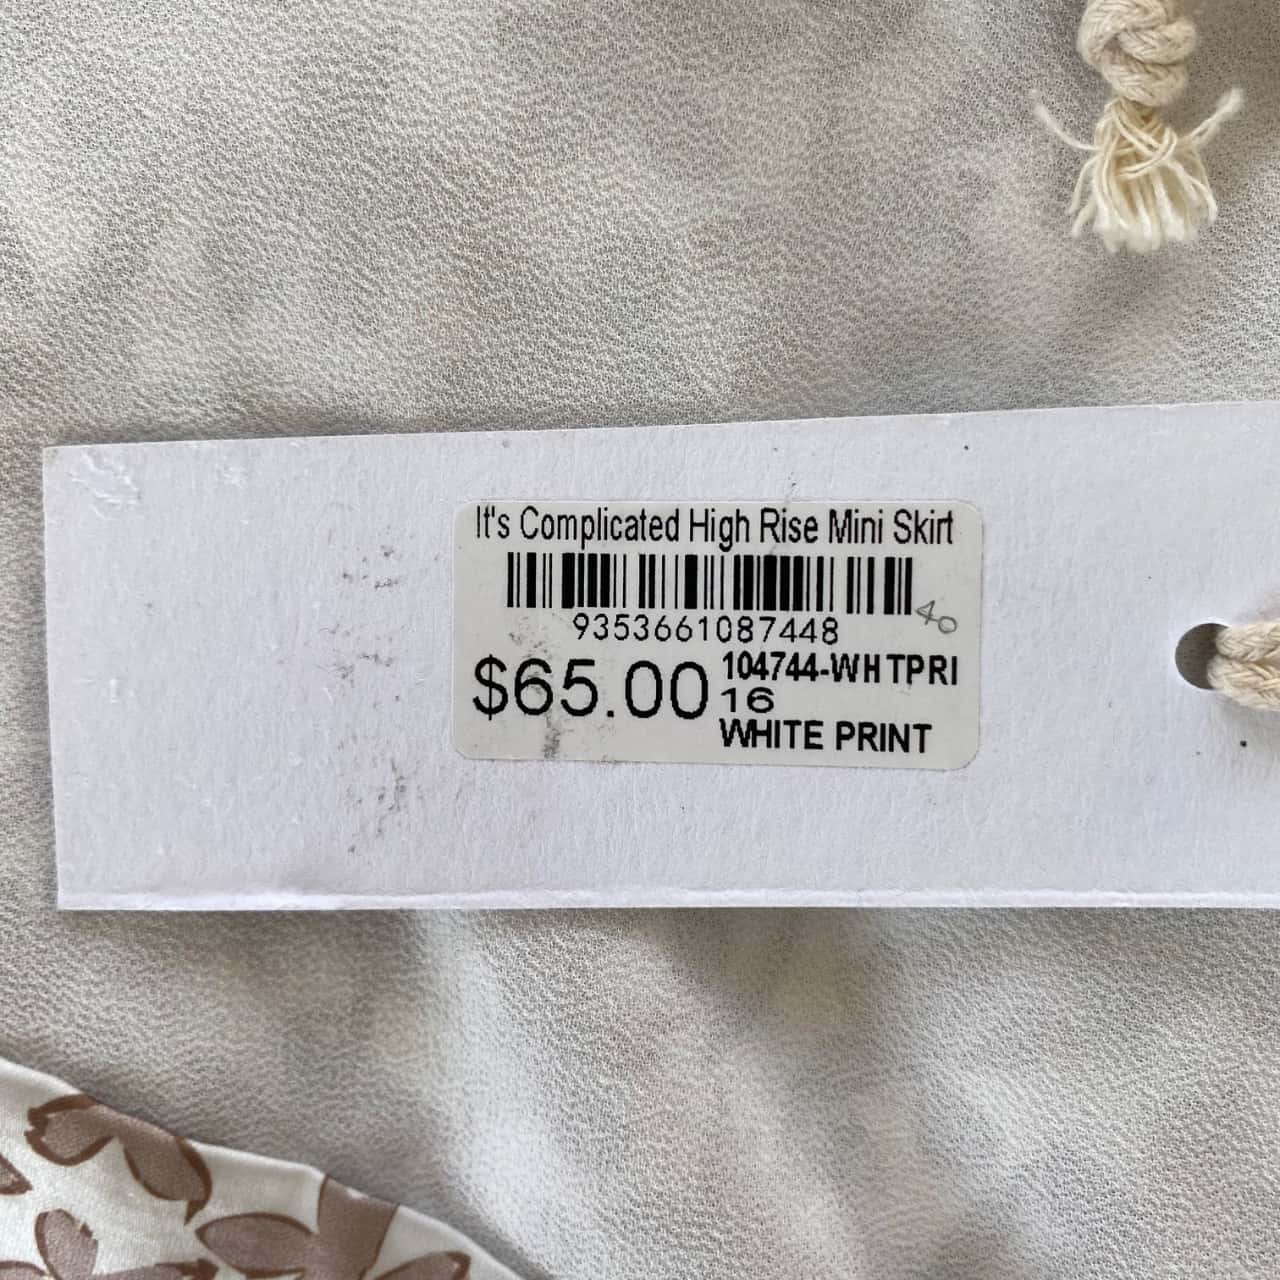 It's Complicated High Rise Mini Skirt
40
9353661087448
$65.00
104744-WHTPRI
16
WHITE PRINT